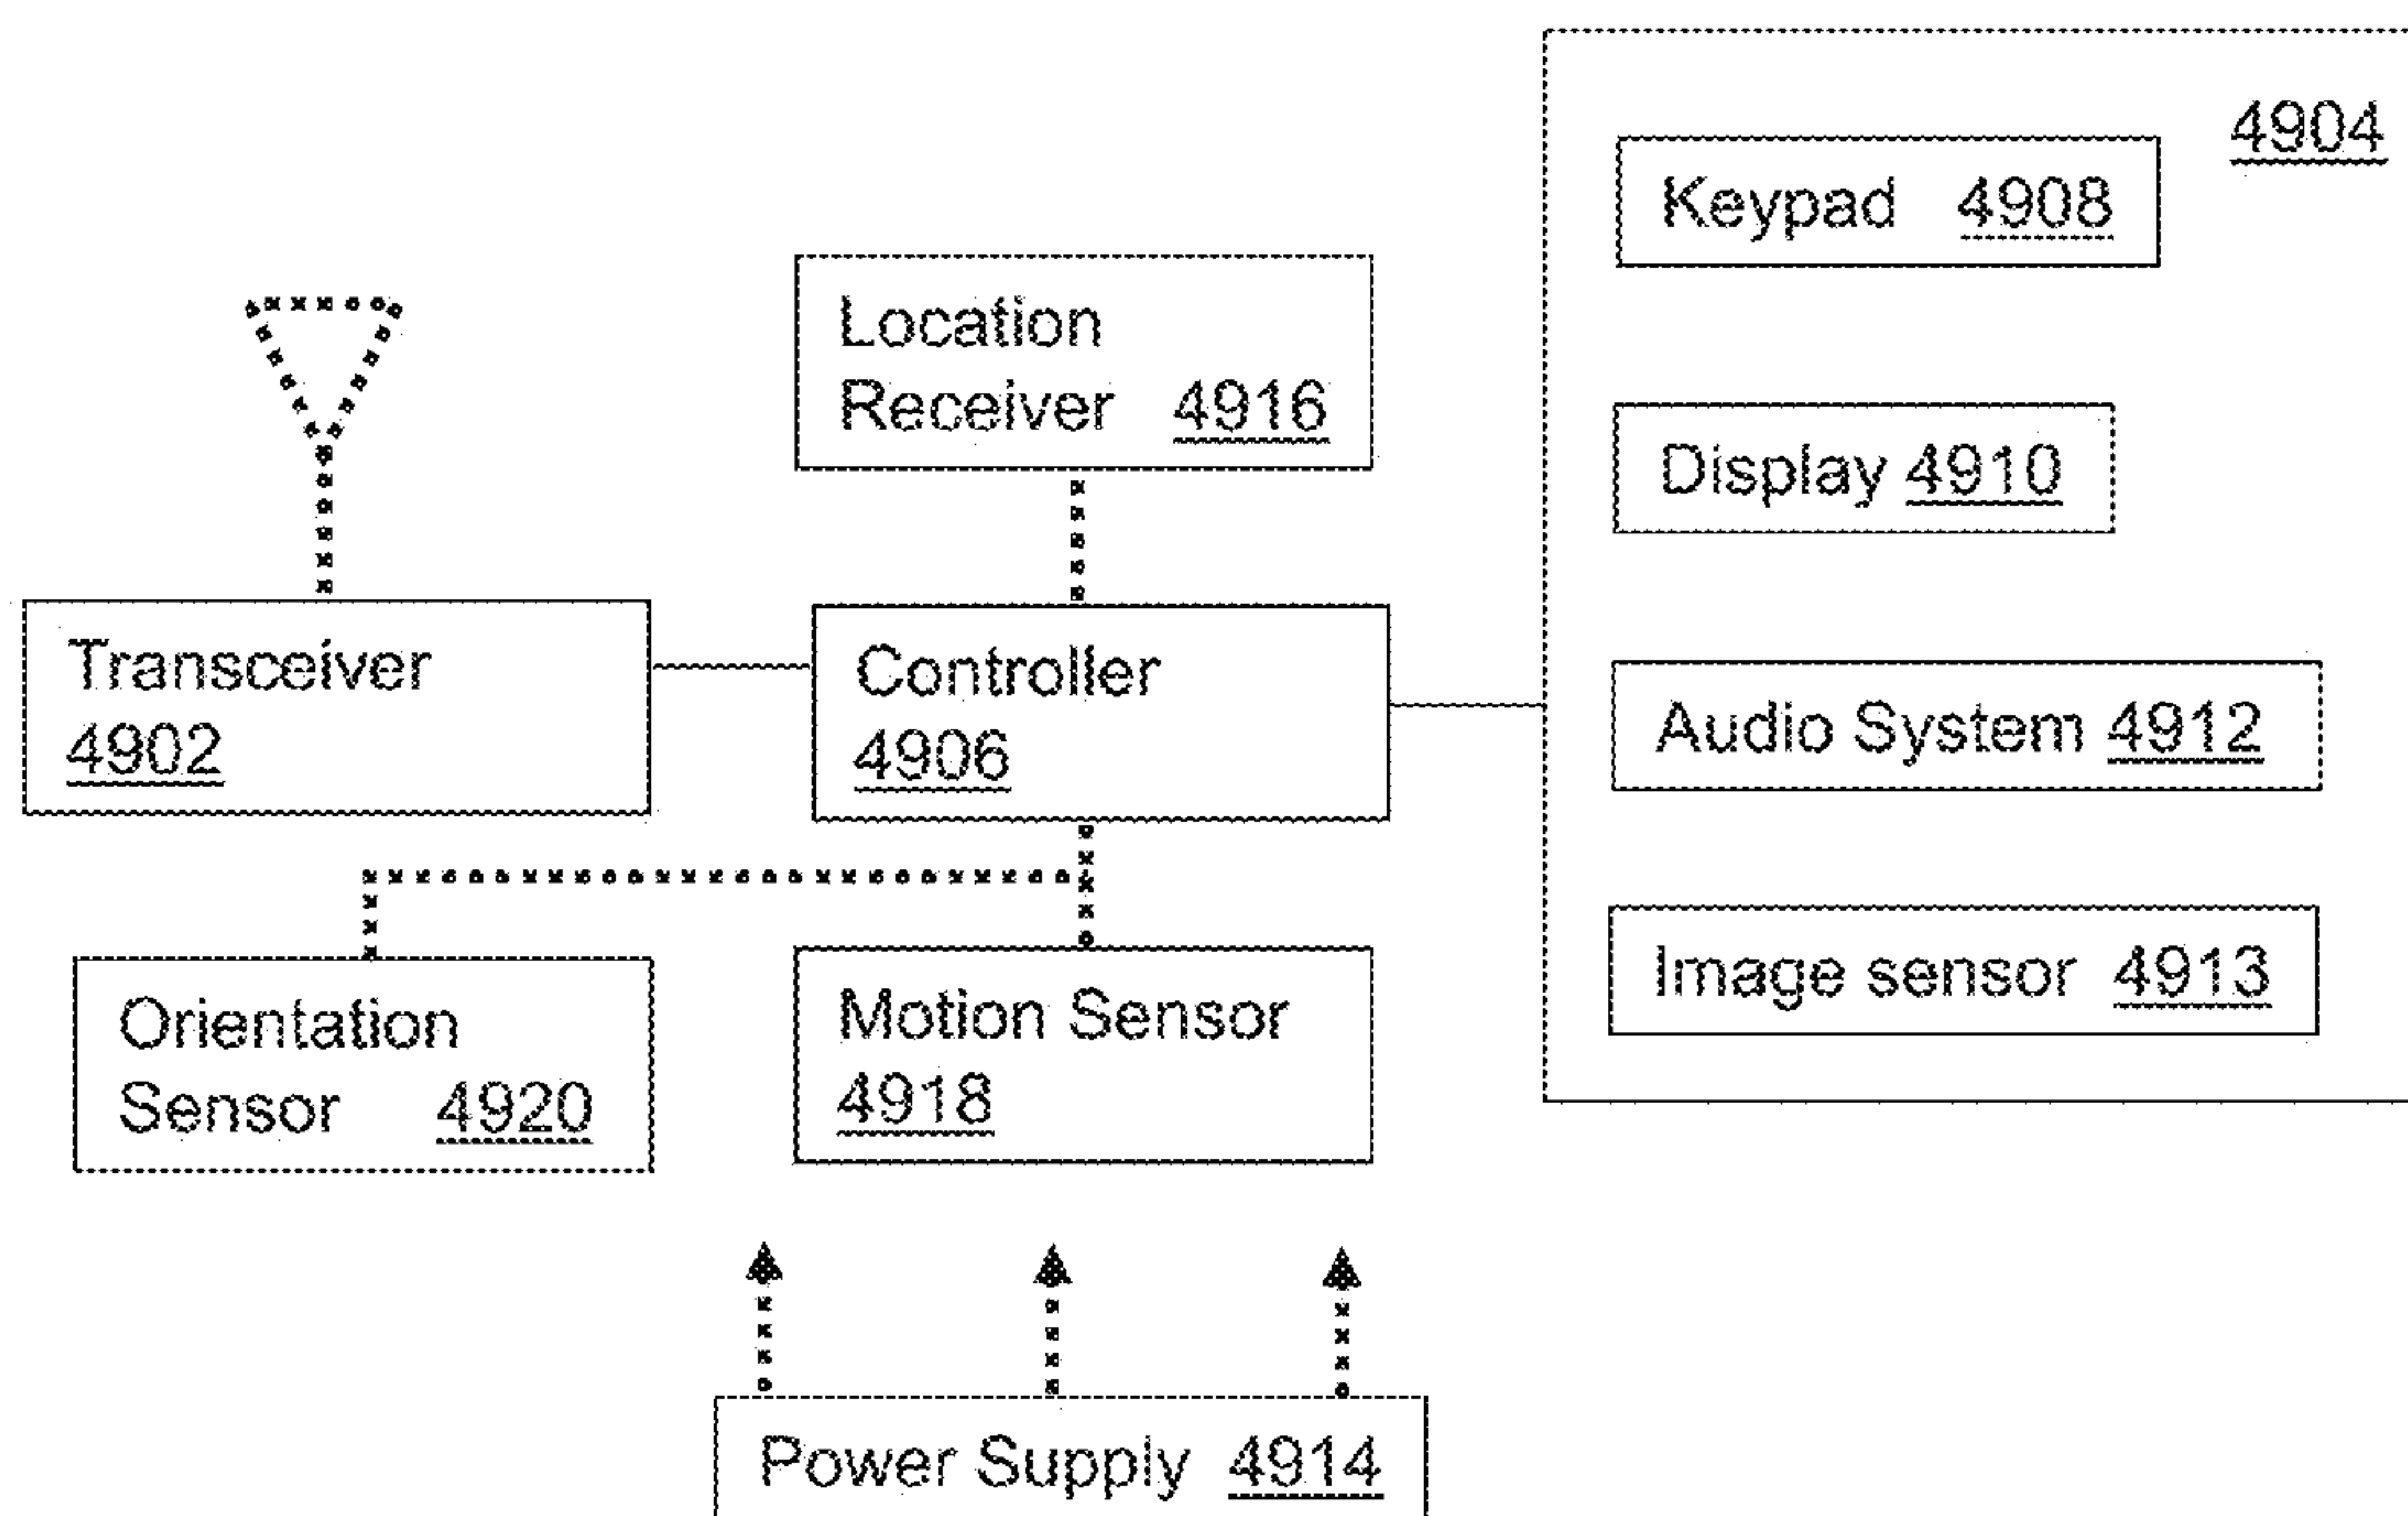 4904
Keypad 4908
Location
Receiver 4916
Display 4910
Transceiver
4902
Controller
4906
Audio System 4912
Image sensor 4913
Orientation
Sensor 4920
Motion Sensor
4918
Power Supply 4914